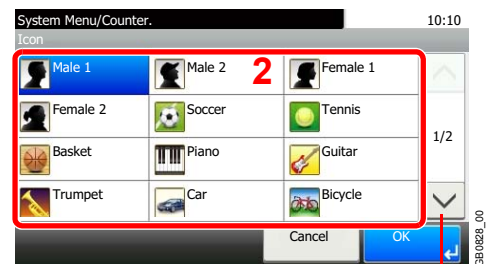 System Menu/Counter. 10:10
Icon
Male 1 Male 2 2 Female 1
Female 2 Soccer Tennis
1/2
Basket Piano Guitar
Trumpet Car Bicycle
Cancel OK
GB0828_00